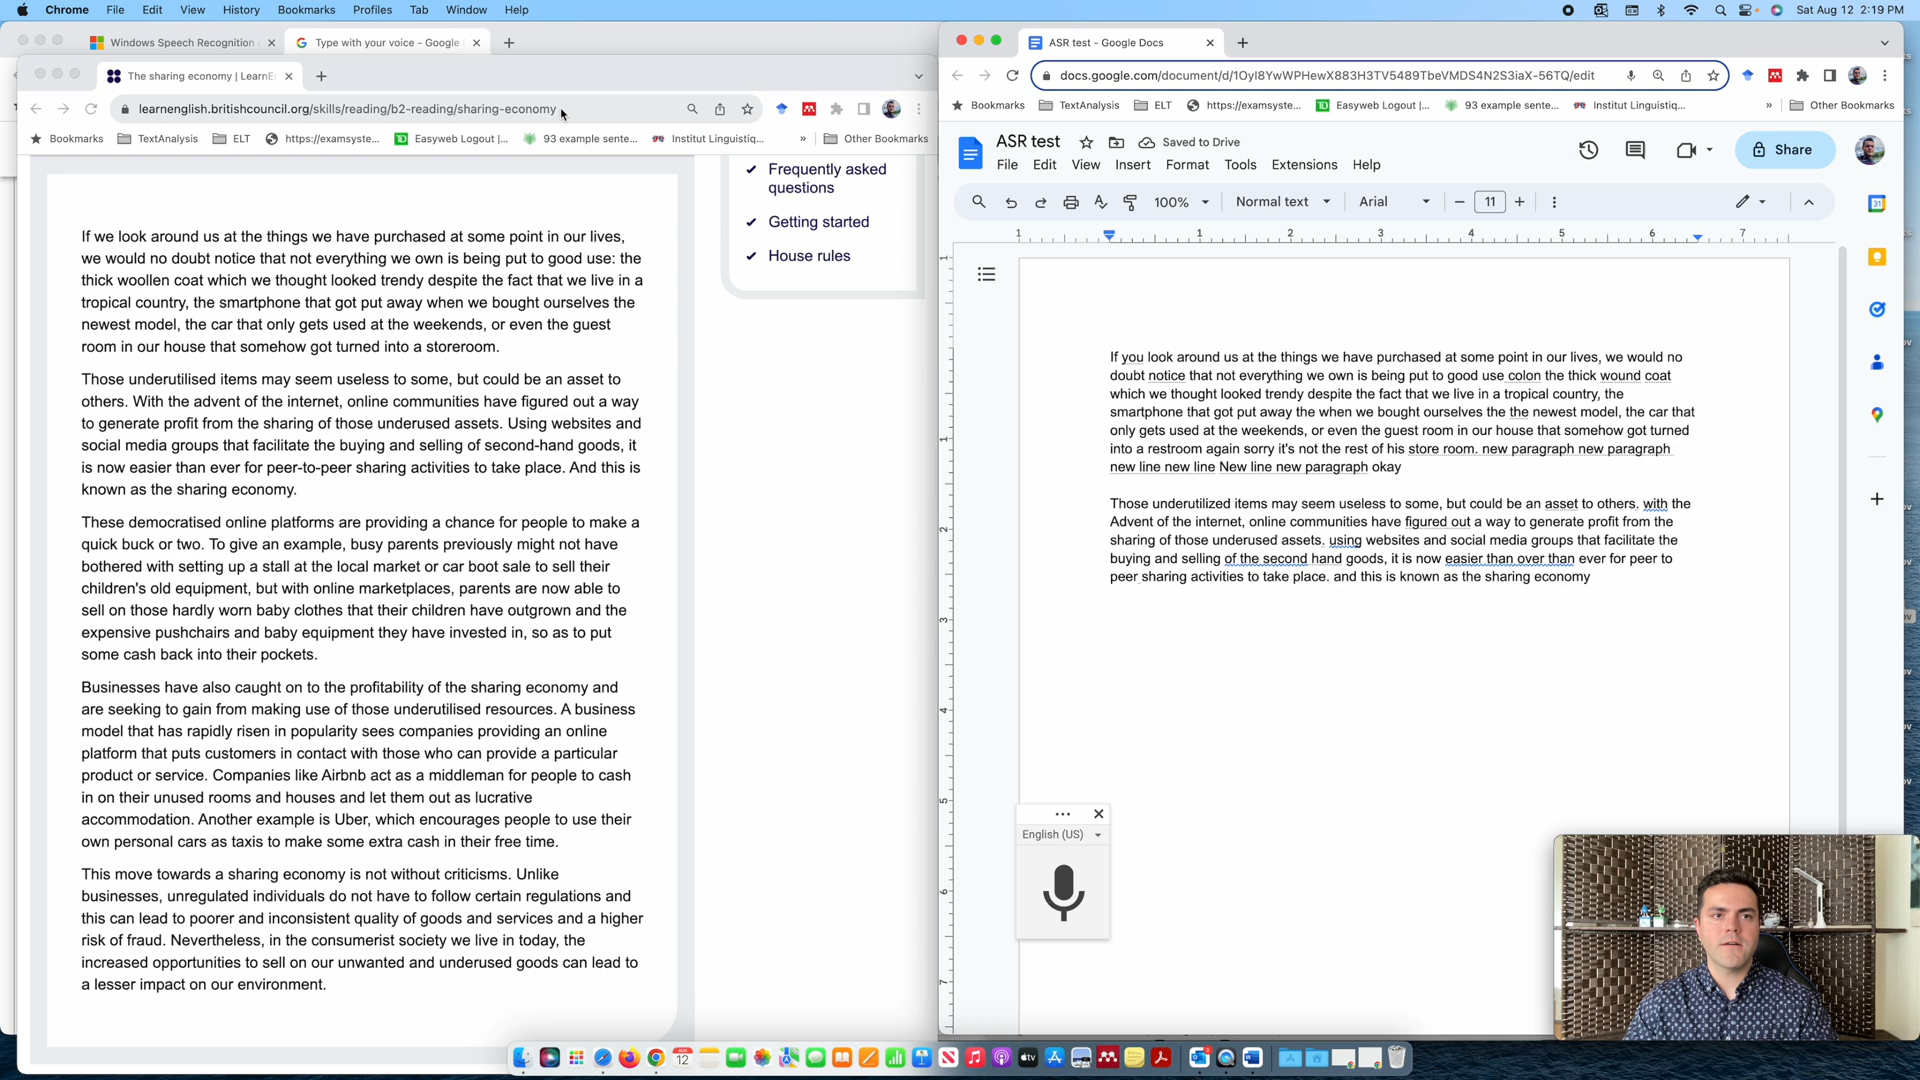 Chrome File Edit View History Bookmarks Profiles Tab Window Help
Sat Aug 12 2:19 PM
Windows Speech Recognition
Type with your voice - Google
The sharing economy | LearnE
learnenglish.britishcouncil.org/skills/reading/b2-reading/sharing-economy
Bookmarks TextAnalysis ELT https://examsyste... Easyweb Logout |... 93 example sente... Institut Linguistiq... » Other Bookmarks
If we look around us at the things we have purchased at some point in our lives,
we would no doubt notice that not everything we own is being put to good use: the
thick woollen coat which we thought looked trendy despite the fact that we live in a
tropical country, the smartphone that got put away when we bought ourselves the
newest model, the car that only gets used at the weekends, or even the guest
room in our house that somehow got turned into a storeroom.
Those underutilised items may seem useless to some, but could be an asset to
others. With the advent of the internet, online communities have figured out a way
to generate profit from the sharing of those underused assets. Using websites and
social media groups that facilitate the buying and selling of second-hand goods, it
is now easier than ever for peer-to-peer sharing activities to take place. And this is
known as the sharing economy.
These democratised online platforms are providing a chance for people to make a
quick buck or two. To give an example, busy parents previously might not have
bothered with setting up a stall at the local market or car boot sale to sell their
children's old equipment, but with online marketplaces, parents are now able to
sell on those hardly worn baby clothes that their children have outgrown and the
expensive pushchairs and baby equipment they have invested in, so as to put
some cash back into their pockets.
Businesses have also caught on to the profitability of the sharing economy and
are seeking to gain from making use of those underutilised resources. A business
model that has rapidly risen in popularity sees companies providing an online
platform that puts customers in contact with those who can provide a particular
product or service. Companies like Airbnb act as a middleman for people to cash
in on their unused rooms and houses and let them out as lucrative
accommodation. Another example is Uber, which encourages people to use their
own personal cars as taxis to make some extra cash in their free time.
This move towards a sharing economy is not without criticisms. Unlike
businesses, unregulated individuals do not have to follow certain regulations and
this can lead to poorer and inconsistent quality of goods and services and a higher
risk of fraud. Nevertheless, in the consumerist society we live in today, the
increased opportunities to sell on our unwanted and underused goods can lead to
a lesser impact on our environment.
Frequently asked
questions
Getting started
House rules
ASR test - Google Docs
docs.google.com/document/d/1Oyl8YwWPHewX883H3TV5489TbeVMDS4N2S3iaX-56TQ/edit
Bookmarks TextAnalysis ELT https://examsyste... Easyweb Logout |... 93 example sente... Institut Linguistiq... » Other Bookmarks
ASR test Saved to Drive
File Edit View Insert Format Tools Extensions Help
Share
100% Normal text Arial 11
1 1 2 3 4 5 6 7
If you look around us at the things we have purchased at some point in our lives, we would no
doubt notice that not everything we own is being put to good use colon the thick wound coat
which we thought looked trendy despite the fact that we live in a tropical country, the
smartphone that got put away the when we bought ourselves the the newest model, the car that
only gets used at the weekends, or even the guest room in our house that somehow got turned
into a restroom again sorry it's not the rest of his store room. new paragraph new paragraph
new line new line New line new paragraph okay
Those underutilized items may seem useless to some, but could be an asset to others. with the
Advent of the internet, online communities have figured out a way to generate profit from the
sharing of those underused assets. using websites and social media groups that facilitate the
buying and selling of the second hand goods, it is now easier than over than ever for peer to
peer sharing activities to take place. and this is known as the sharing economy
English (US)